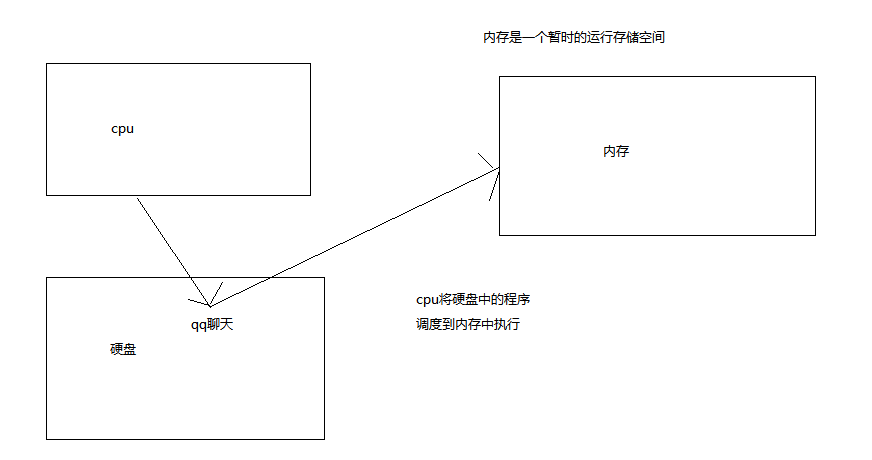 内存是一个暂时的运行存储空间
cpu
内存
cpu将硬盘中的程序
调度到内存中执行
qq聊天
硬盘